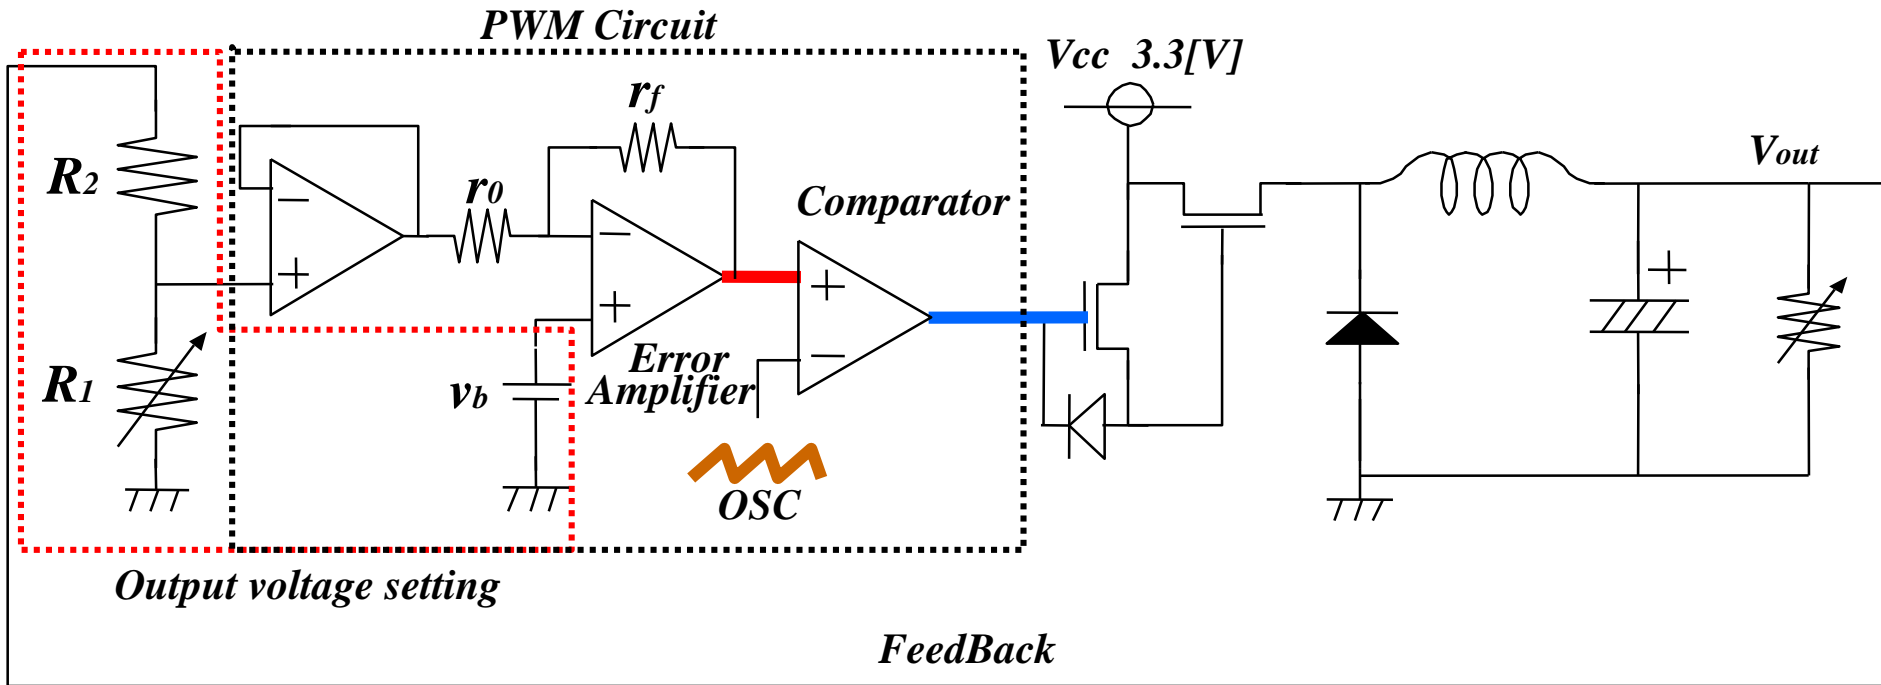 PWM Circuit
Vcc 3.3[V]
rf
R2
r0
Vout
Comparator
R1
vb
Error
Amplifier
OSC
Output voltage setting
FeedBack